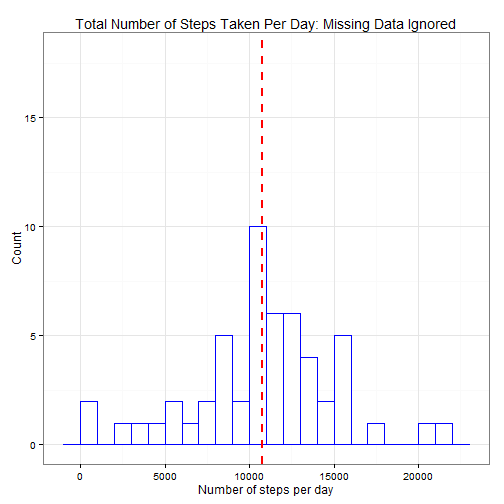 Total Number of Steps Taken Per Day: Missing Data Ignored
15
10
5
0
Count
0 5000 10000 15000 20000
Number of steps per day